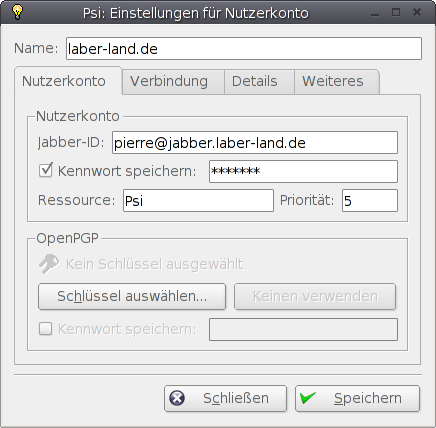 Psi: Einstellungen für Nutzerkonto
Name: laber-land.de
Nutzerkonto Verbindung Details Weiteres
Nutzerkonto
Jabber-ID: pierre@jabber.laber-land.de
Kennwort speichern: *******
Ressource: Psi Priorität: 5
OpenPGP
Kein Schlüssel ausgewählt
Schlüssel auswählen... Keinen verwenden
Kennwort speichern:
Schließen Speichern